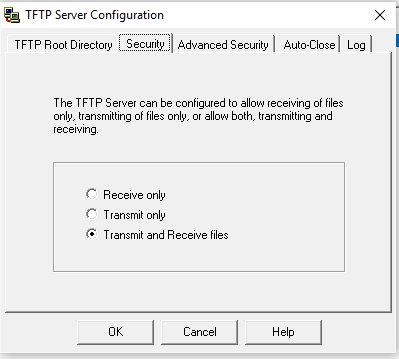 TFTP Server Configuration
TFTP Root Directory Security Advanced Security Auto-Close Log
The TFTP Server can be configured to allow receiving of files
only, transmitting of files only, or allow both, transmitting and
receiving.
Receive only
Transmit only
Transmit and Receive files
OK Cancel Help